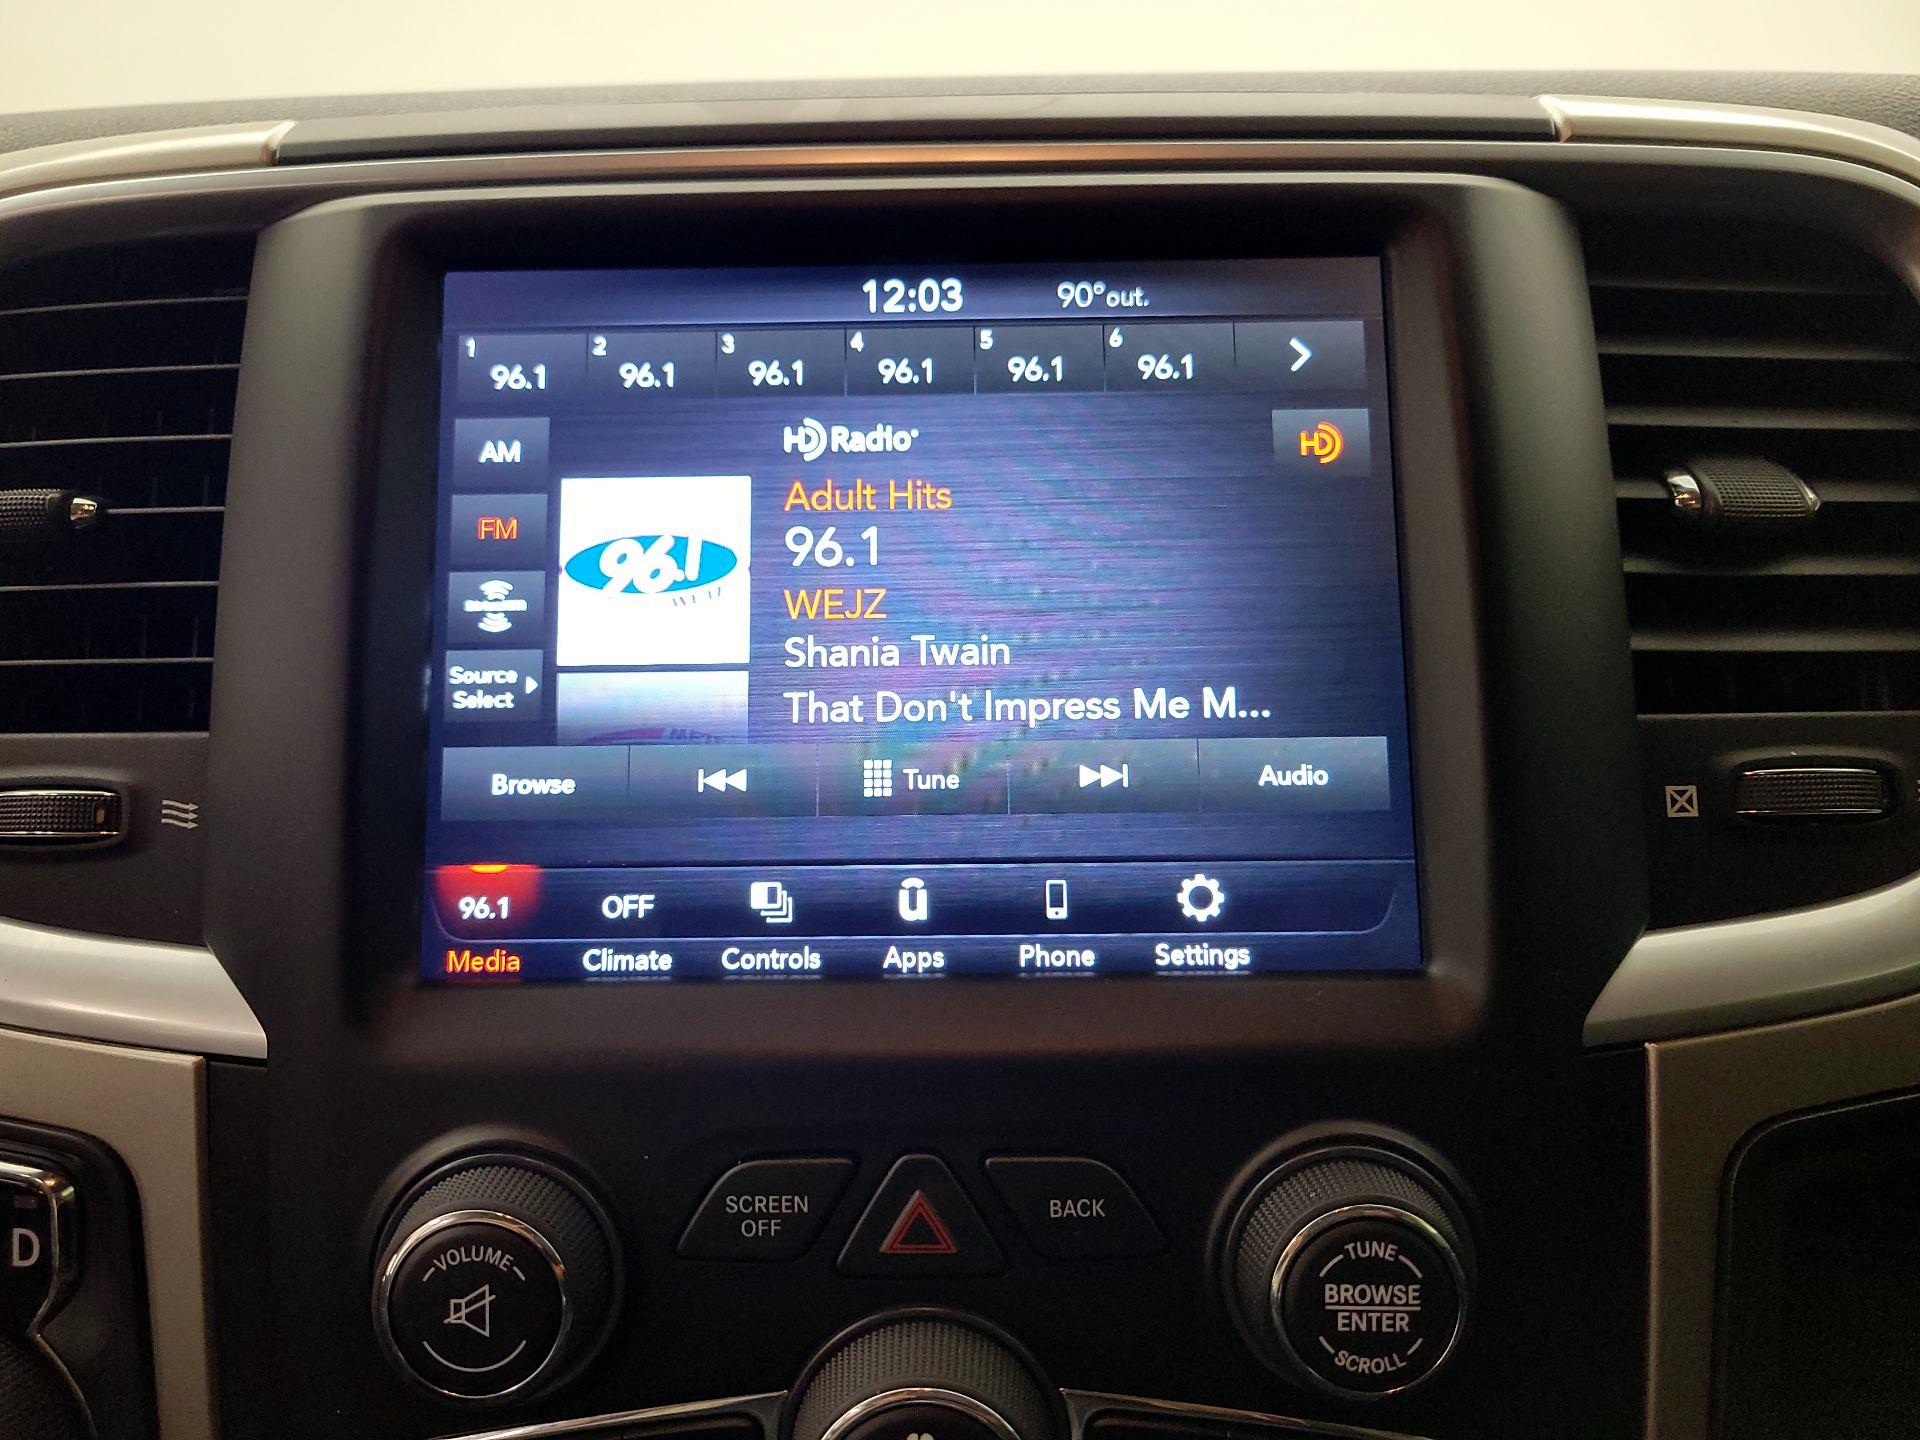 12:03 90° out.
1 2 3 4 5 6
96.1 96.1 96.1 96.1 96.1 96.1
AM
HD Radio
HD
Adult Hits
FM
96.1
96.1
WEJZ
WEJZ
Shania Twain
Source
Select
That Don't Impress Me M...
Browse Tune Audio
96.1 OFF
Media Climate Controls Apps Phone Settings
SCREEN
OFF
BACK
D
VOLUME
TUNE
BROWSE
ENTER
SCROLL